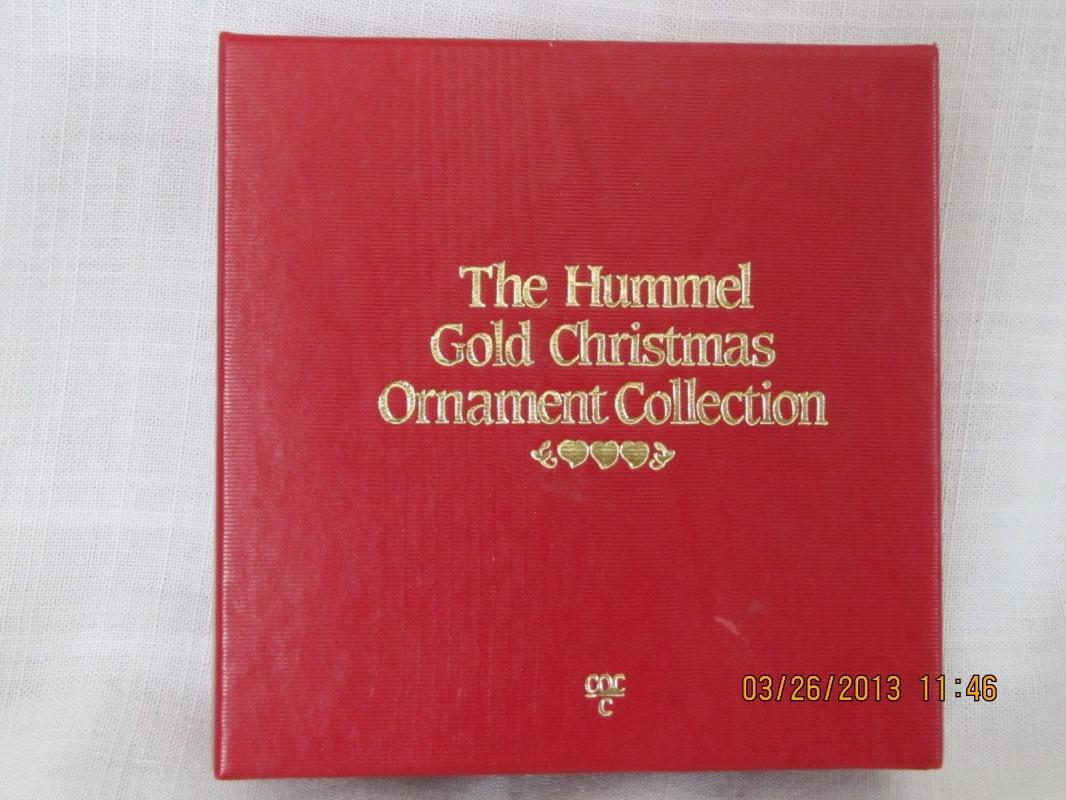 The Hummel
Gold Christmas
Ornament Collection
C
03/26/2013 11:46